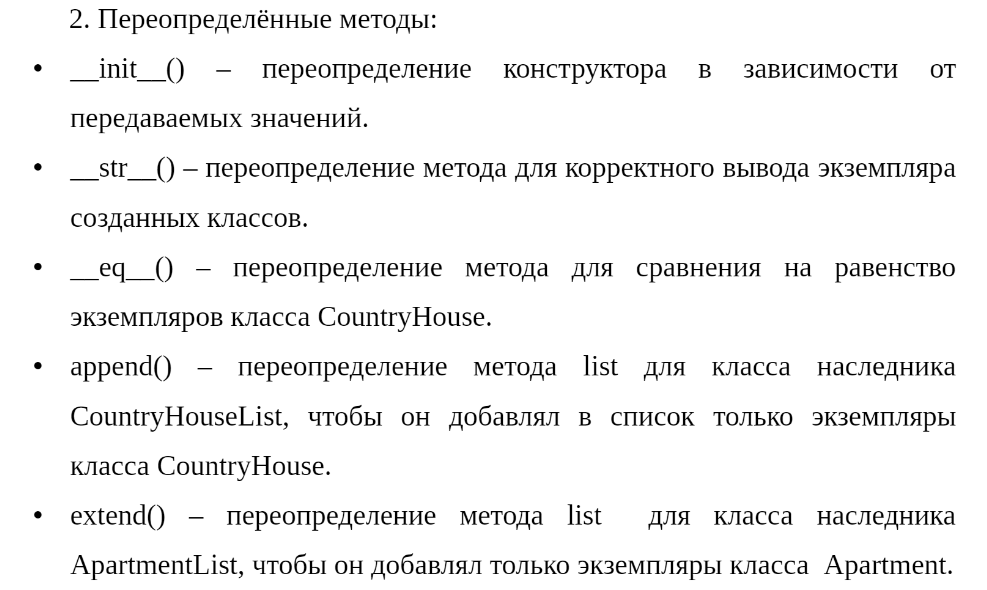 2. Переопределённые методы:
• __init__() – переопределение конструктора в зависимости от
передаваемых значений.
• __str__() – переопределение метода для корректного вывода экземпляра
созданных классов.
• __eq__() – переопределение метода для сравнения на равенство
экземпляров класса CountryHouse.
• append() – переопределение метода list для класса наследника
CountryHouseList, чтобы он добавлял в список только экземпляры
класса CountryHouse.
• extend() – переопределение метода list для класса наследника
ApartmentList, чтобы он добавлял только экземпляры класса Apartment.